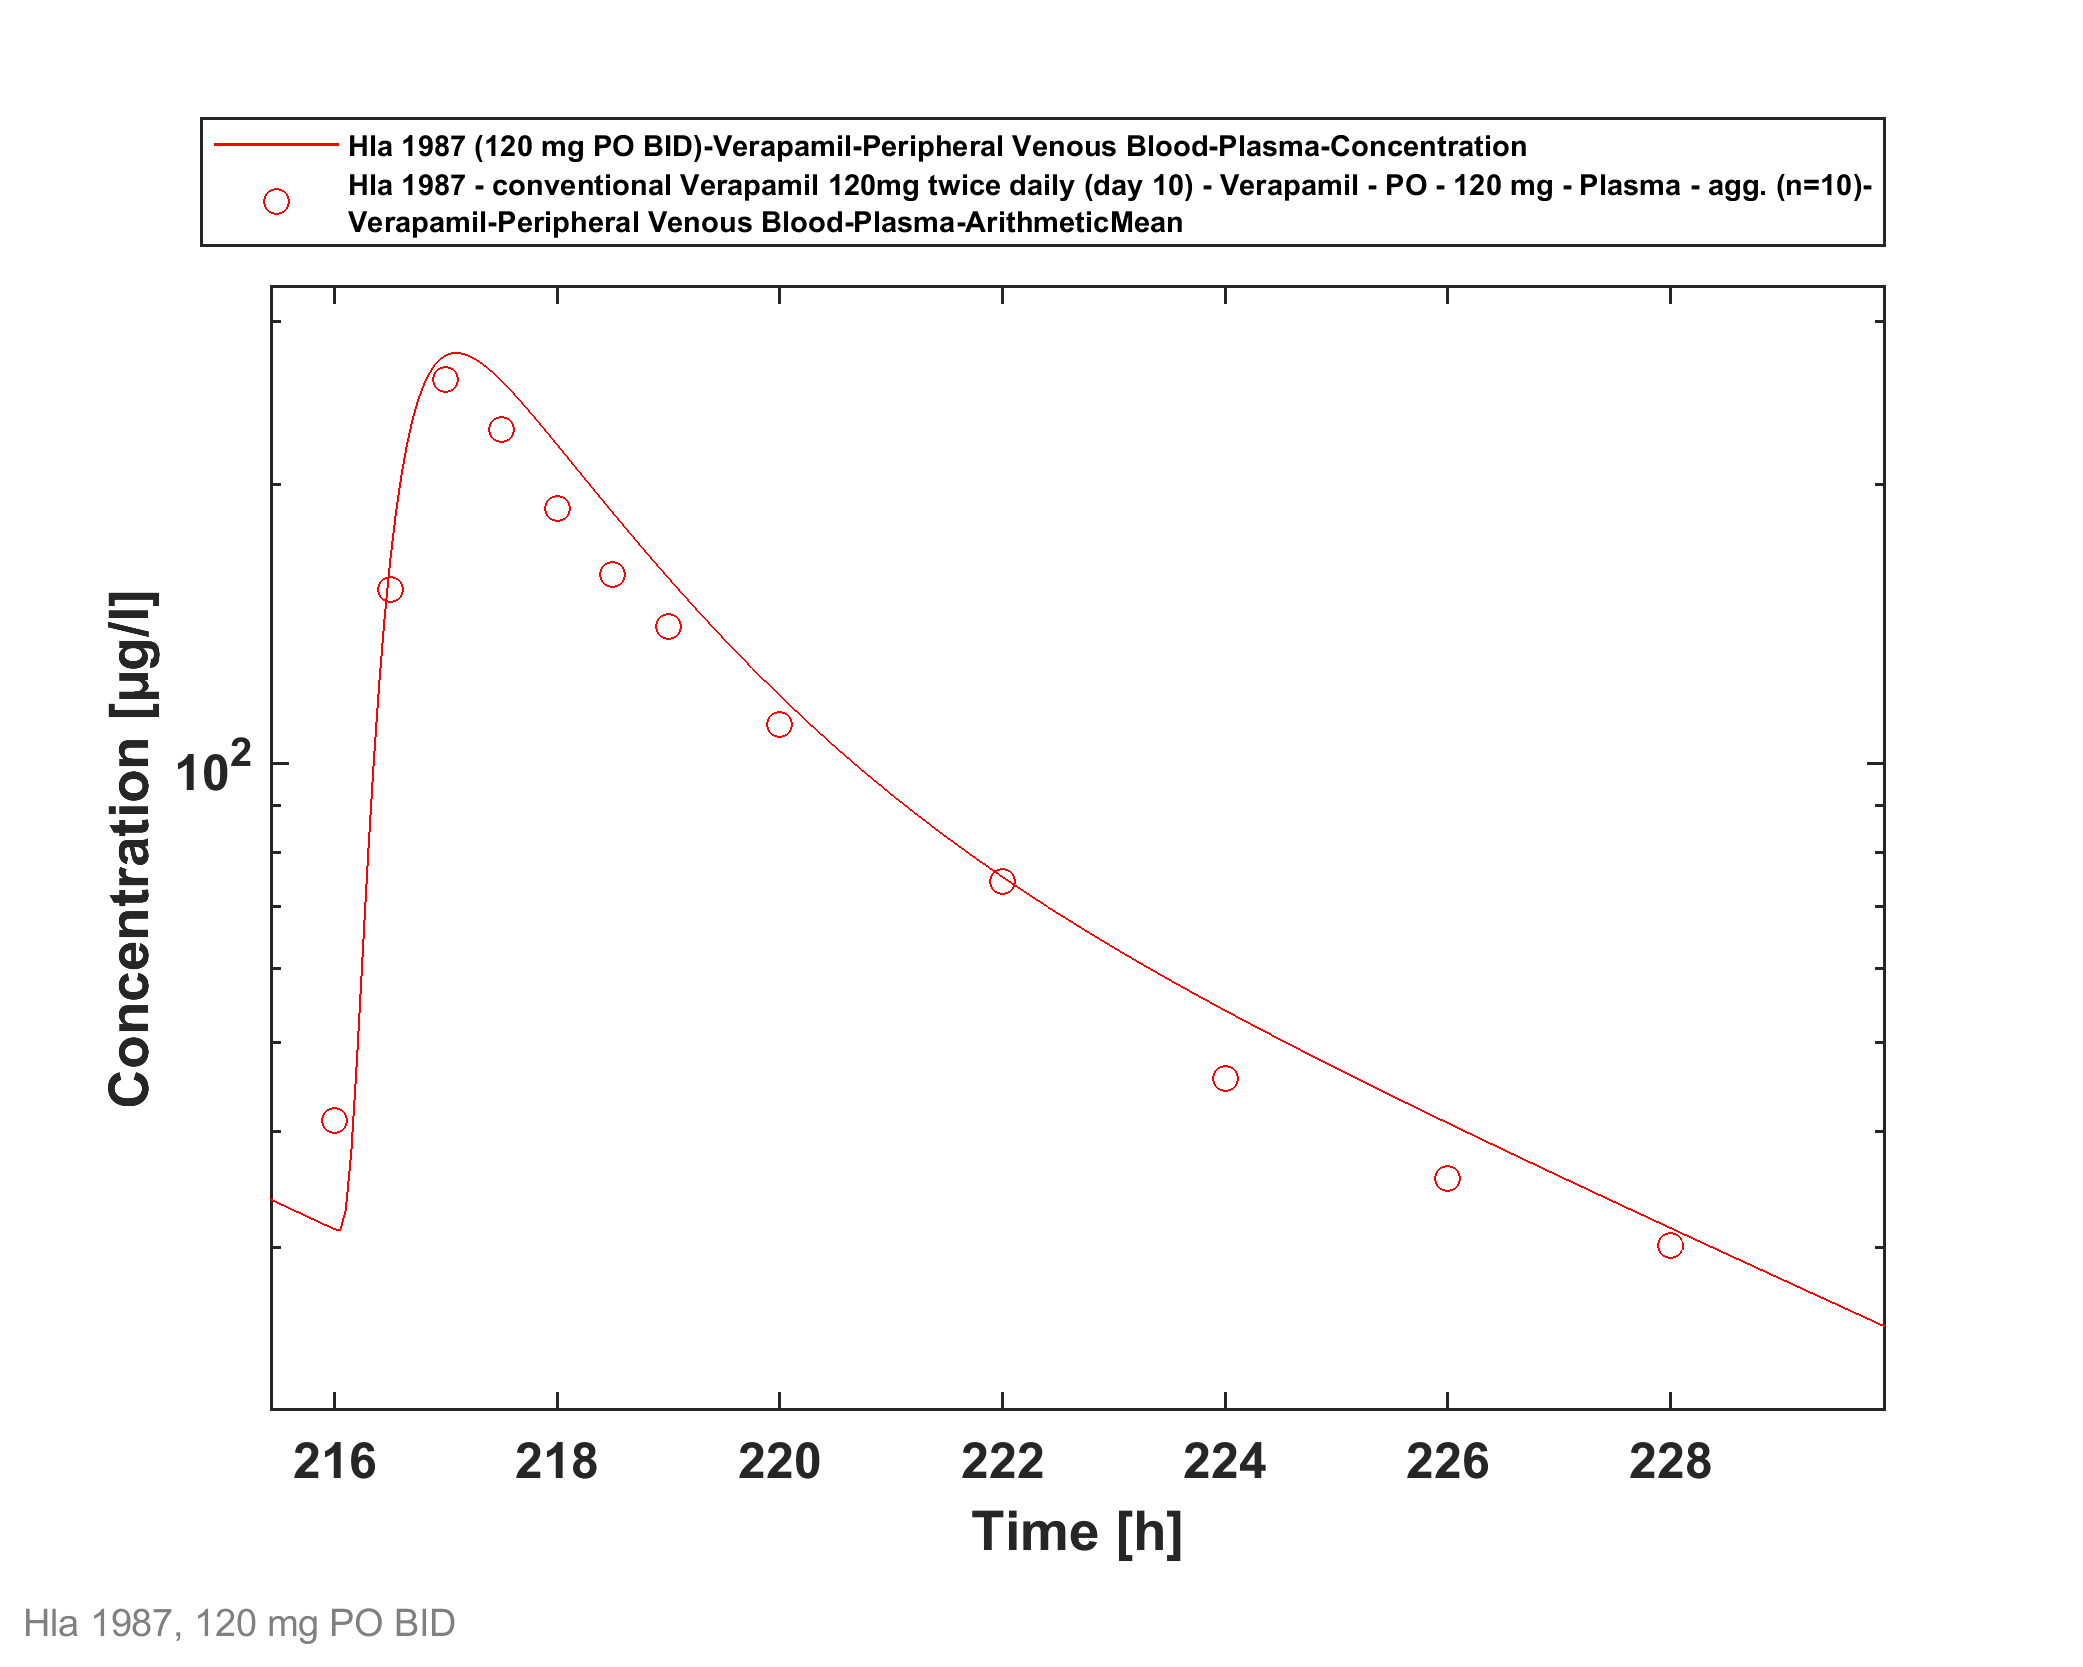 Hla 1987 (120 mg PO BID)-Verapamil-Peripheral Venous Blood-Plasma-Concentration
Hla 1987 - conventional Verapamil 120mg twice daily (day 10) - Verapamil - PO - 120 mg - Plasma - agg. (n=10)-
Verapamil-Peripheral Venous Blood-Plasma-ArithmeticMean
Concentration [µg/l]
10²
216 218 220 222 224 226 228
Time [h]
Hla 1987, 120 mg PO BID